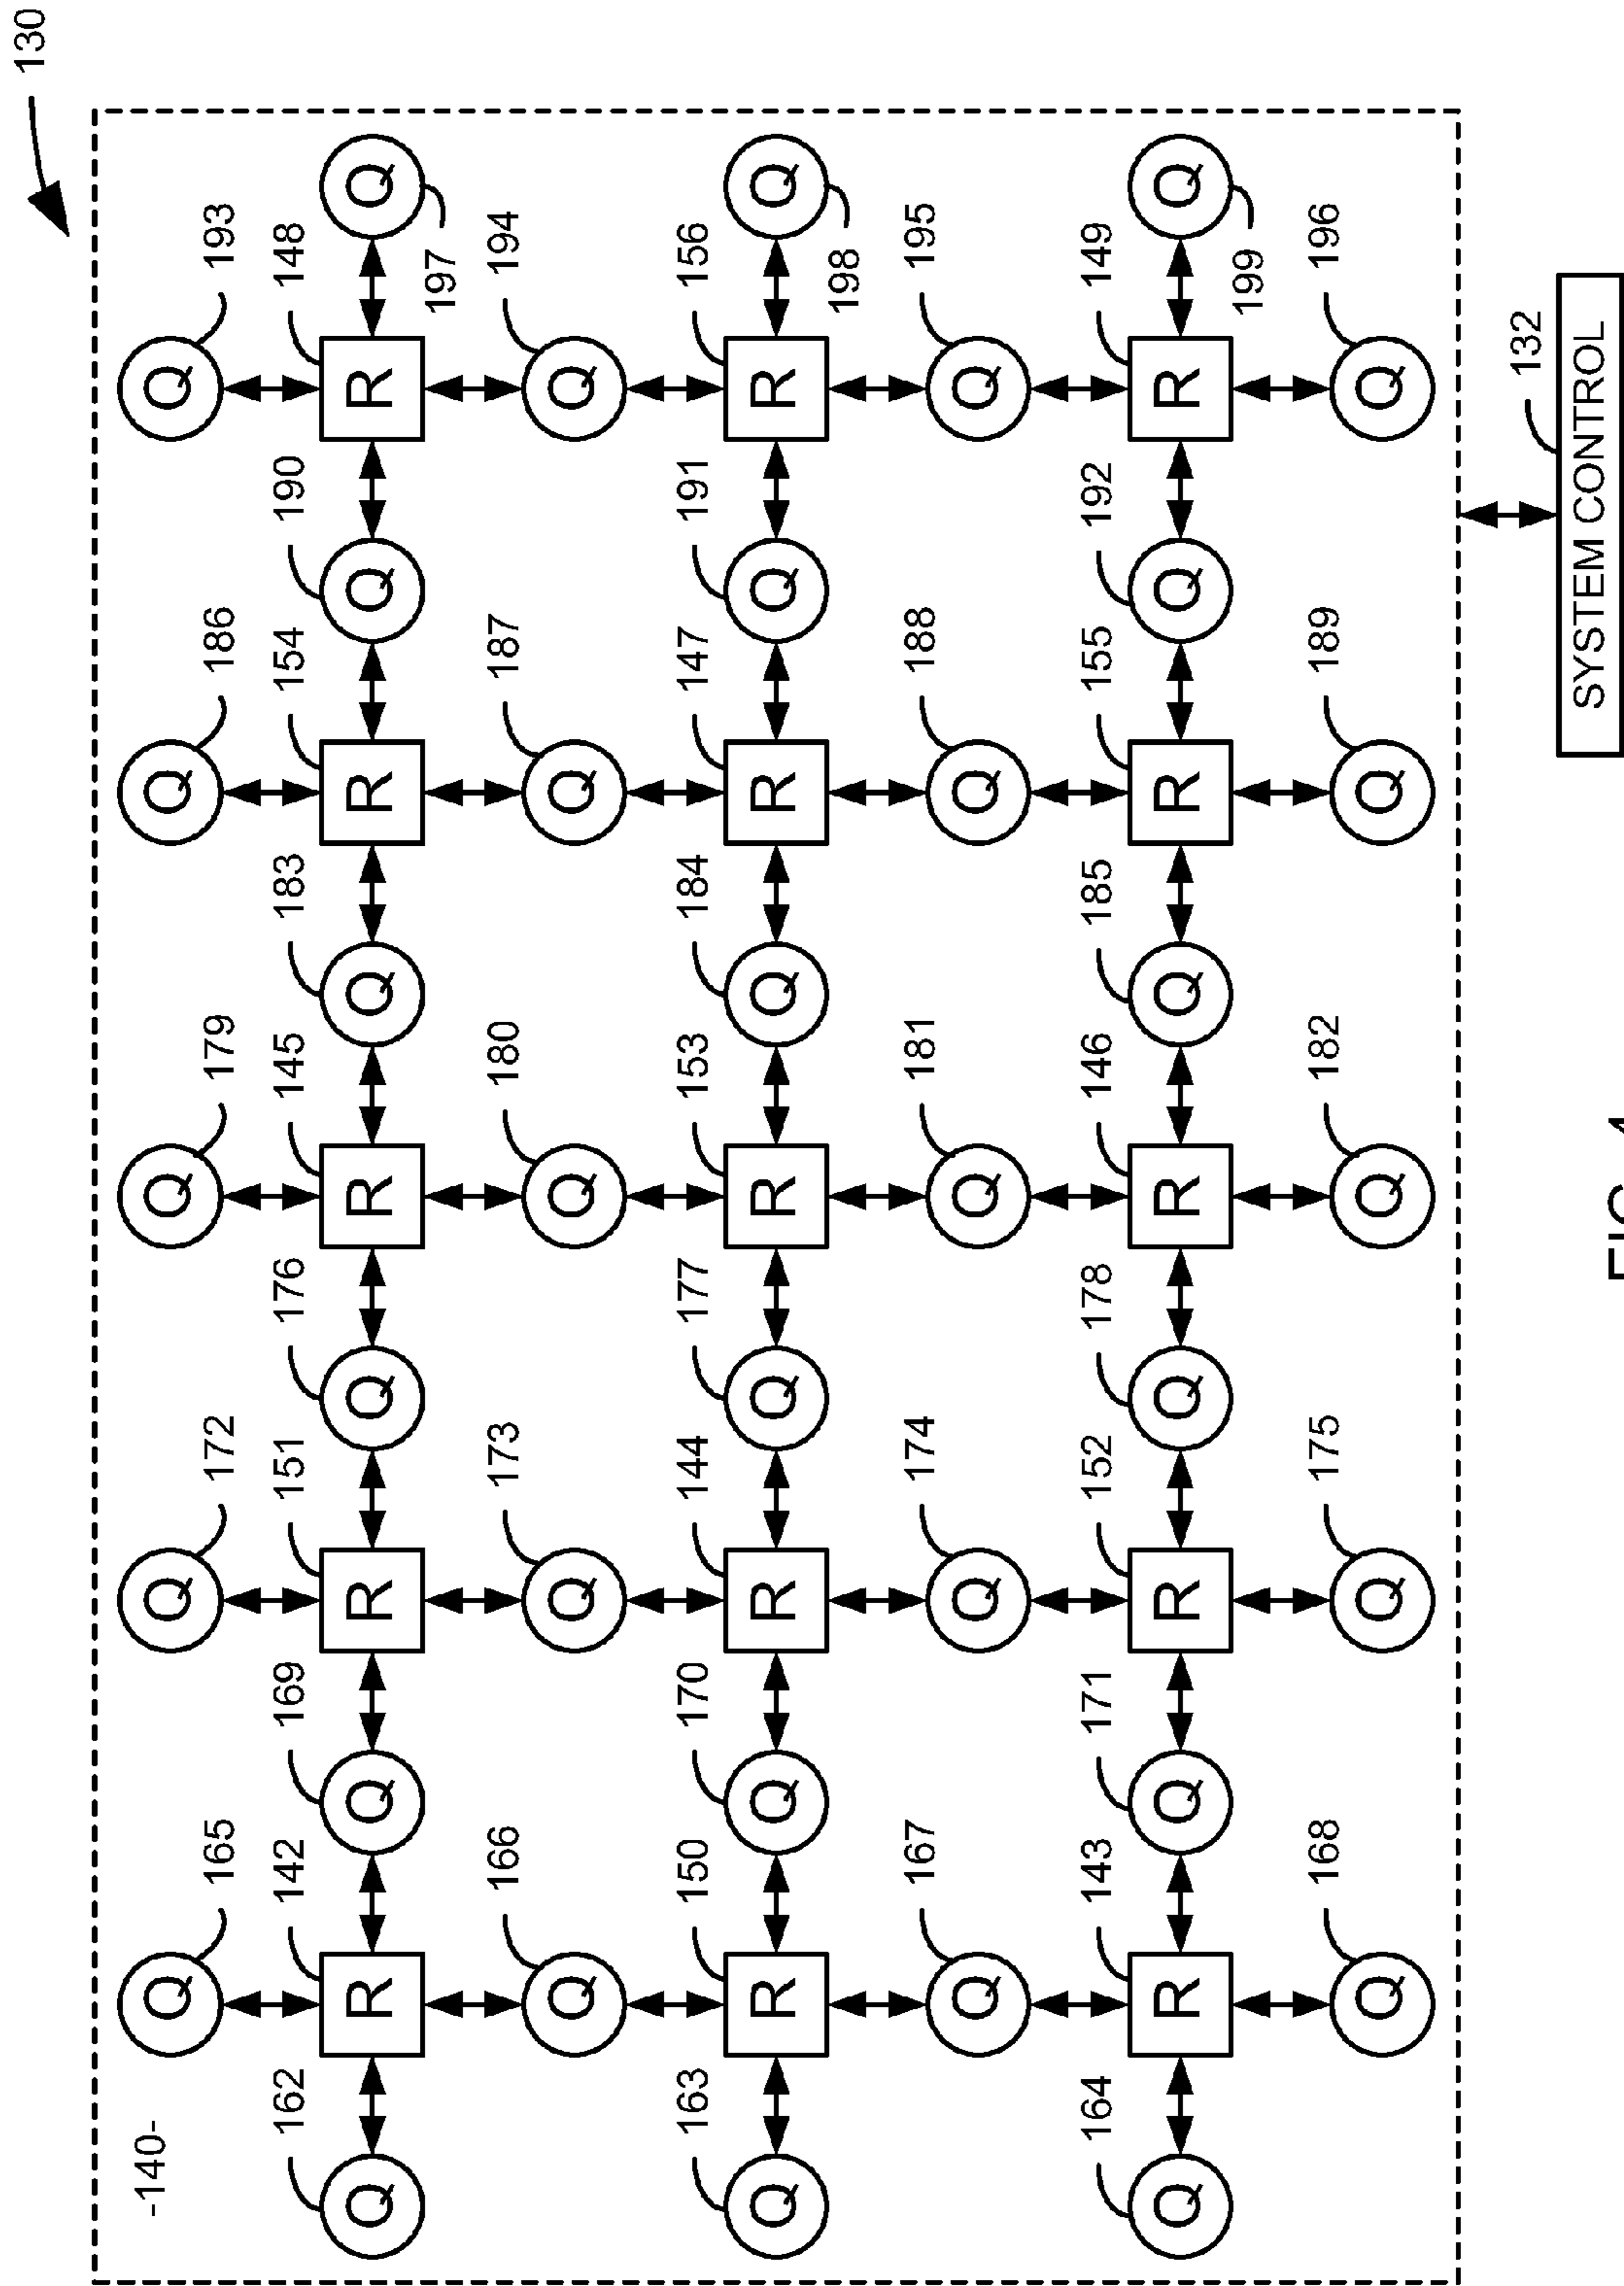 130
-140-
Q Q Q Q Q
165 172 179 186 193
162 142 169 151 176 145 183 154 190 148
Q R Q R Q R Q R Q R Q
197
166 173 180 187 194
Q Q Q Q Q
163 150 170 144 177 153 184 147 191 156
Q R Q R Q R Q R Q R Q
198
167 174 181 188 195
Q Q Q Q Q
164 143 171 152 178 146 185 155 192 149
Q R Q R Q R Q R Q R Q
199
168 175 182 189 196
Q Q Q Q Q
132
SYSTEM CONTROL